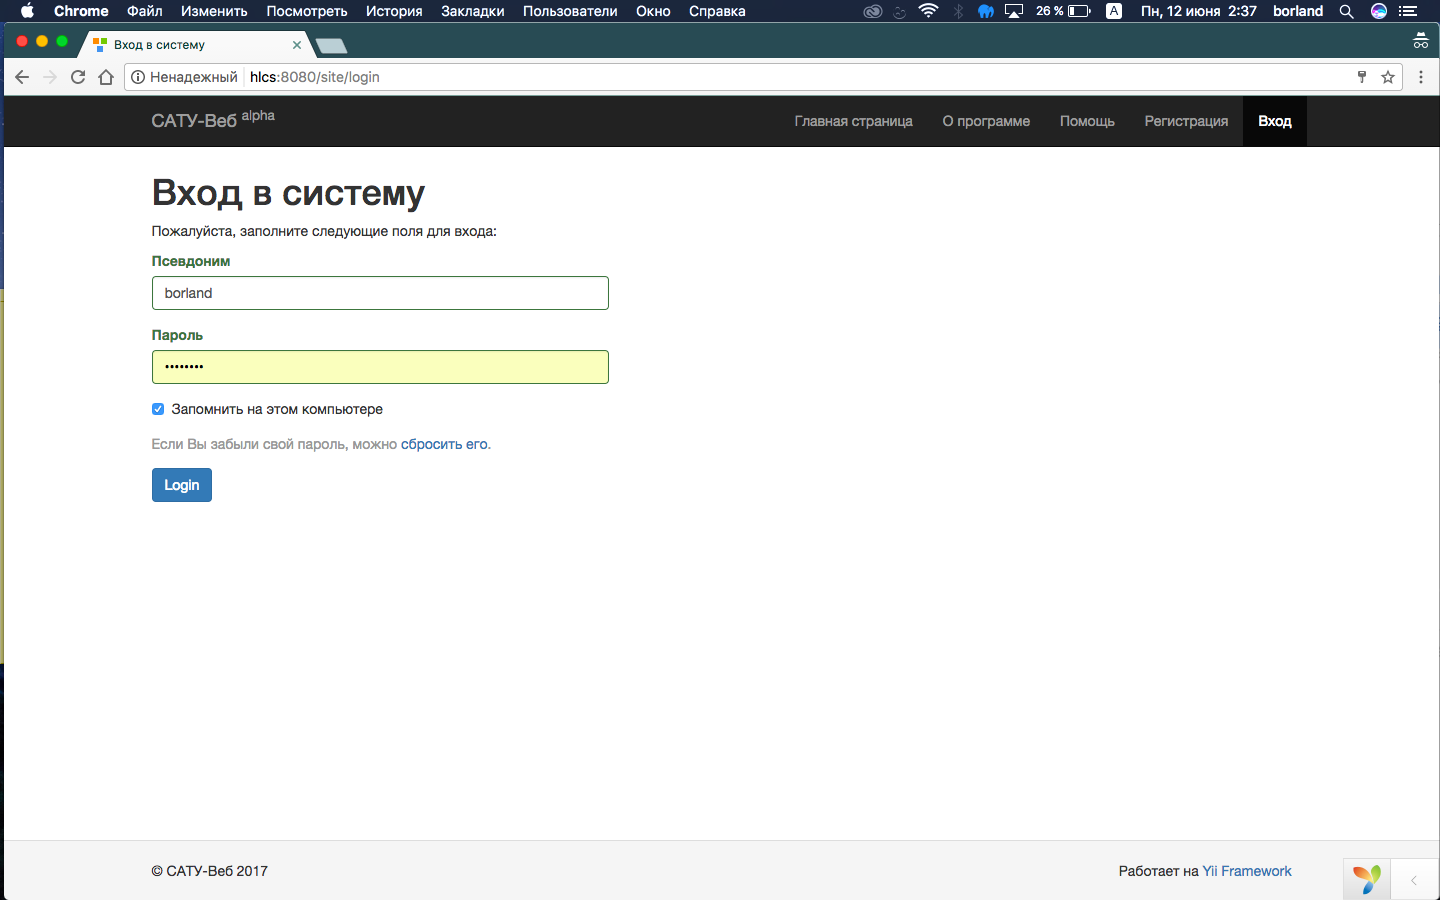 Chrome Файл Изменить Посмотреть История Закладки Пользователи Окно Справка 26 % A Пн, 12 июня 2:37 borland
Вход в систему
Ненадежный hlcs:8080/site/login
САТУ-Веб alpha Главная страница О программе Помощь Регистрация Вход
Вход в систему
Пожалуйста, заполните следующие поля для входа:
Псевдоним
borland
Пароль
••••••••
Запомнить на этом компьютере
Если Вы забыли свой пароль, можно сбросить его.
Login
© САТУ-Веб 2017 Работает на Yii Framework